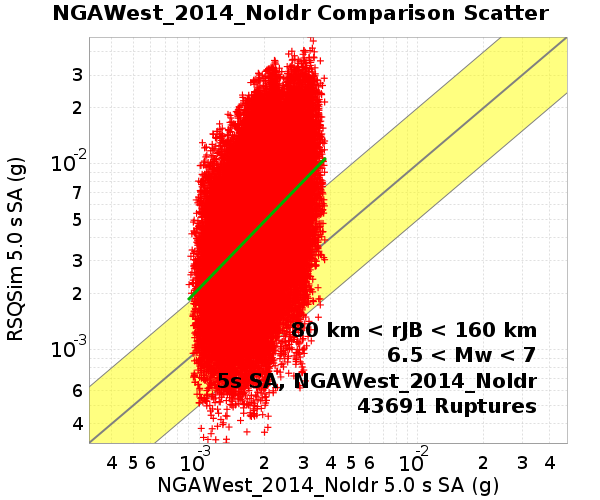 NGAWest_2014_NoIdr Comparison Scatter
RSQSim 5.0 s SA (g)
3
2
10-2
7
5
3
2
10-3
6
4
80 km < rJB < 160 km
6.5 < Mw < 7
5s SA, NGAWest_2014_NoIdr
43691 Ruptures
4 5 6 10-3 2 3 4 5 6 10-2 2 3 4
NGAWest_2014_NoIdr 5.0 s SA (g)